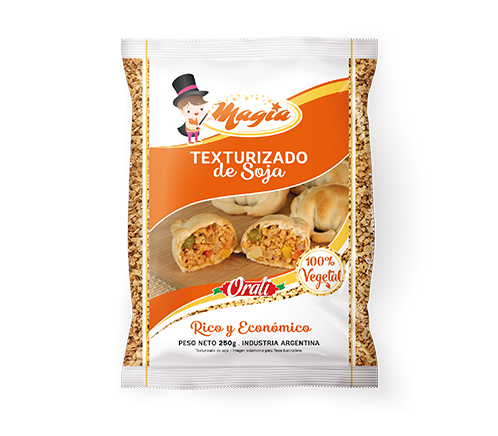 Magia
TEXTURIZADO
de Soja
100%
Vegetal
Orali
Rico y Económico
PESO NETO 250g . INDUSTRIA ARGENTINA
Texturizado de soja - Imagen solamente para fines ilustrativos